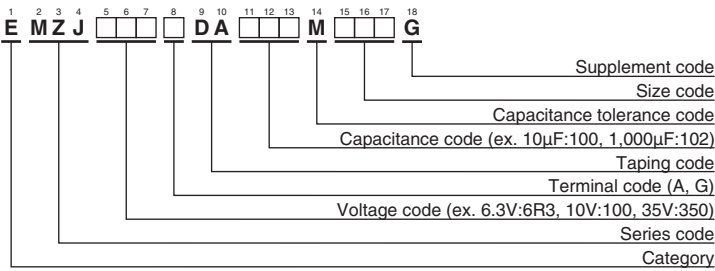 1 2 3 4 5 6 7 8 9 10 11 12 13 14 15 16 17 18
E M Z J □□□ □ D A □□□ M □□□ G
Supplement code
Size code
Capacitance tolerance code
Capacitance code (ex. 10µF:100, 1,000µF:102)
Taping code
Terminal code (A, G)
Voltage code (ex. 6.3V:6R3, 10V:100, 35V:350)
Series code
Category